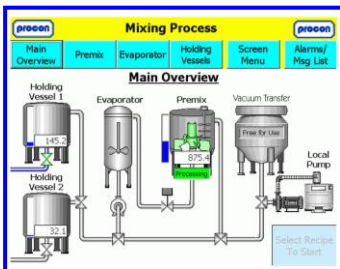 procon
Mixing Process
procon
Main Overview
Premix
Evaporator
Holding Vessels
Screen Menu
Alarms/ Msg List
Main Overview
Holding Vessel 1
Evaporator
Premix
Vacuum Transfer
145.2
875.4
Free for Use
Processing
Local Pump
Holding Vessel 2
32.1
Select Recipe To Start